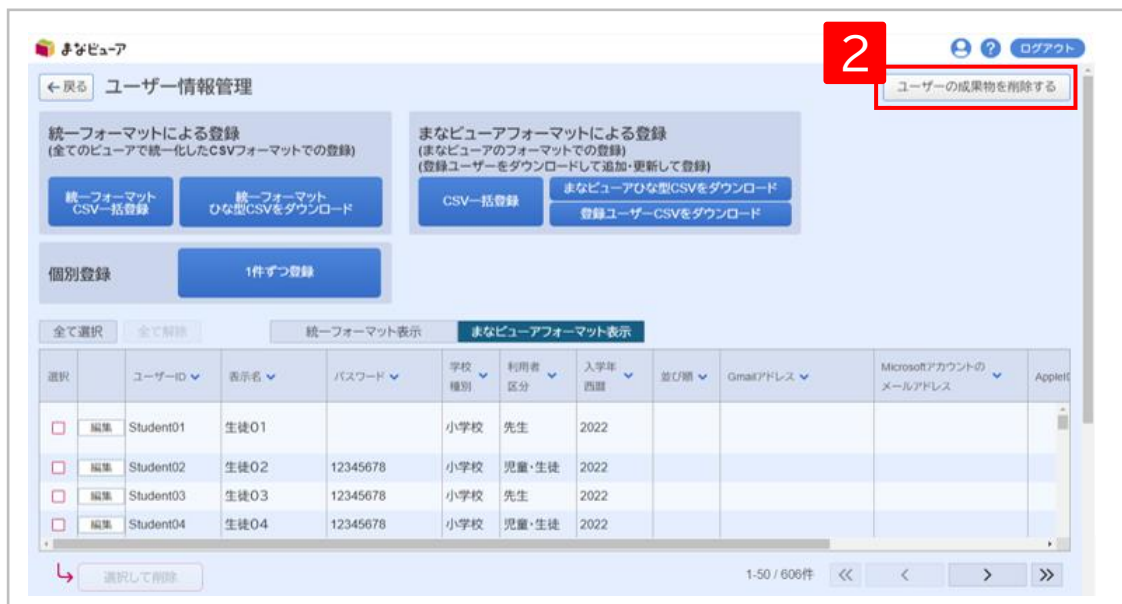 まなビューア
2
?
ログアウト
←戻る
ユーザー情報管理
ユーザーの成果物を削除する
統一フォーマットによる登録
(全てのビューアで統一化したCSVフォーマットでの登録)
統一フォーマット
CSV一括登録
統一フォーマット
ひな型CSVをダウンロード
まなビューアフォーマットによる登録
(まなビューアのフォーマットでの登録)
(登録ユーザーをダウンロードして追加・更新して登録)
CSV一括登録
まなビューアひな型CSVをダウンロード
登録ユーザーCSVをダウンロード
個別登録
1件ずつ登録
全て選択
全て解除
統一フォーマット表示
まなビューアフォーマット表示
選択 ユーザーID 表示名 パスワード 学校種別 利用者区分 入学年西暦 並び順 Gmailアドレス Microsoftアカウントのメールアドレス AppleID
編集 Student01 生徒01 小学校 先生 2022
編集 Student02 生徒02 12345678 小学校 児童・生徒 2022
編集 Student03 生徒03 12345678 小学校 先生 2022
編集 Student04 生徒04 12345678 小学校 児童・生徒 2022
選択して削除
1-50 / 606件 << < > >>